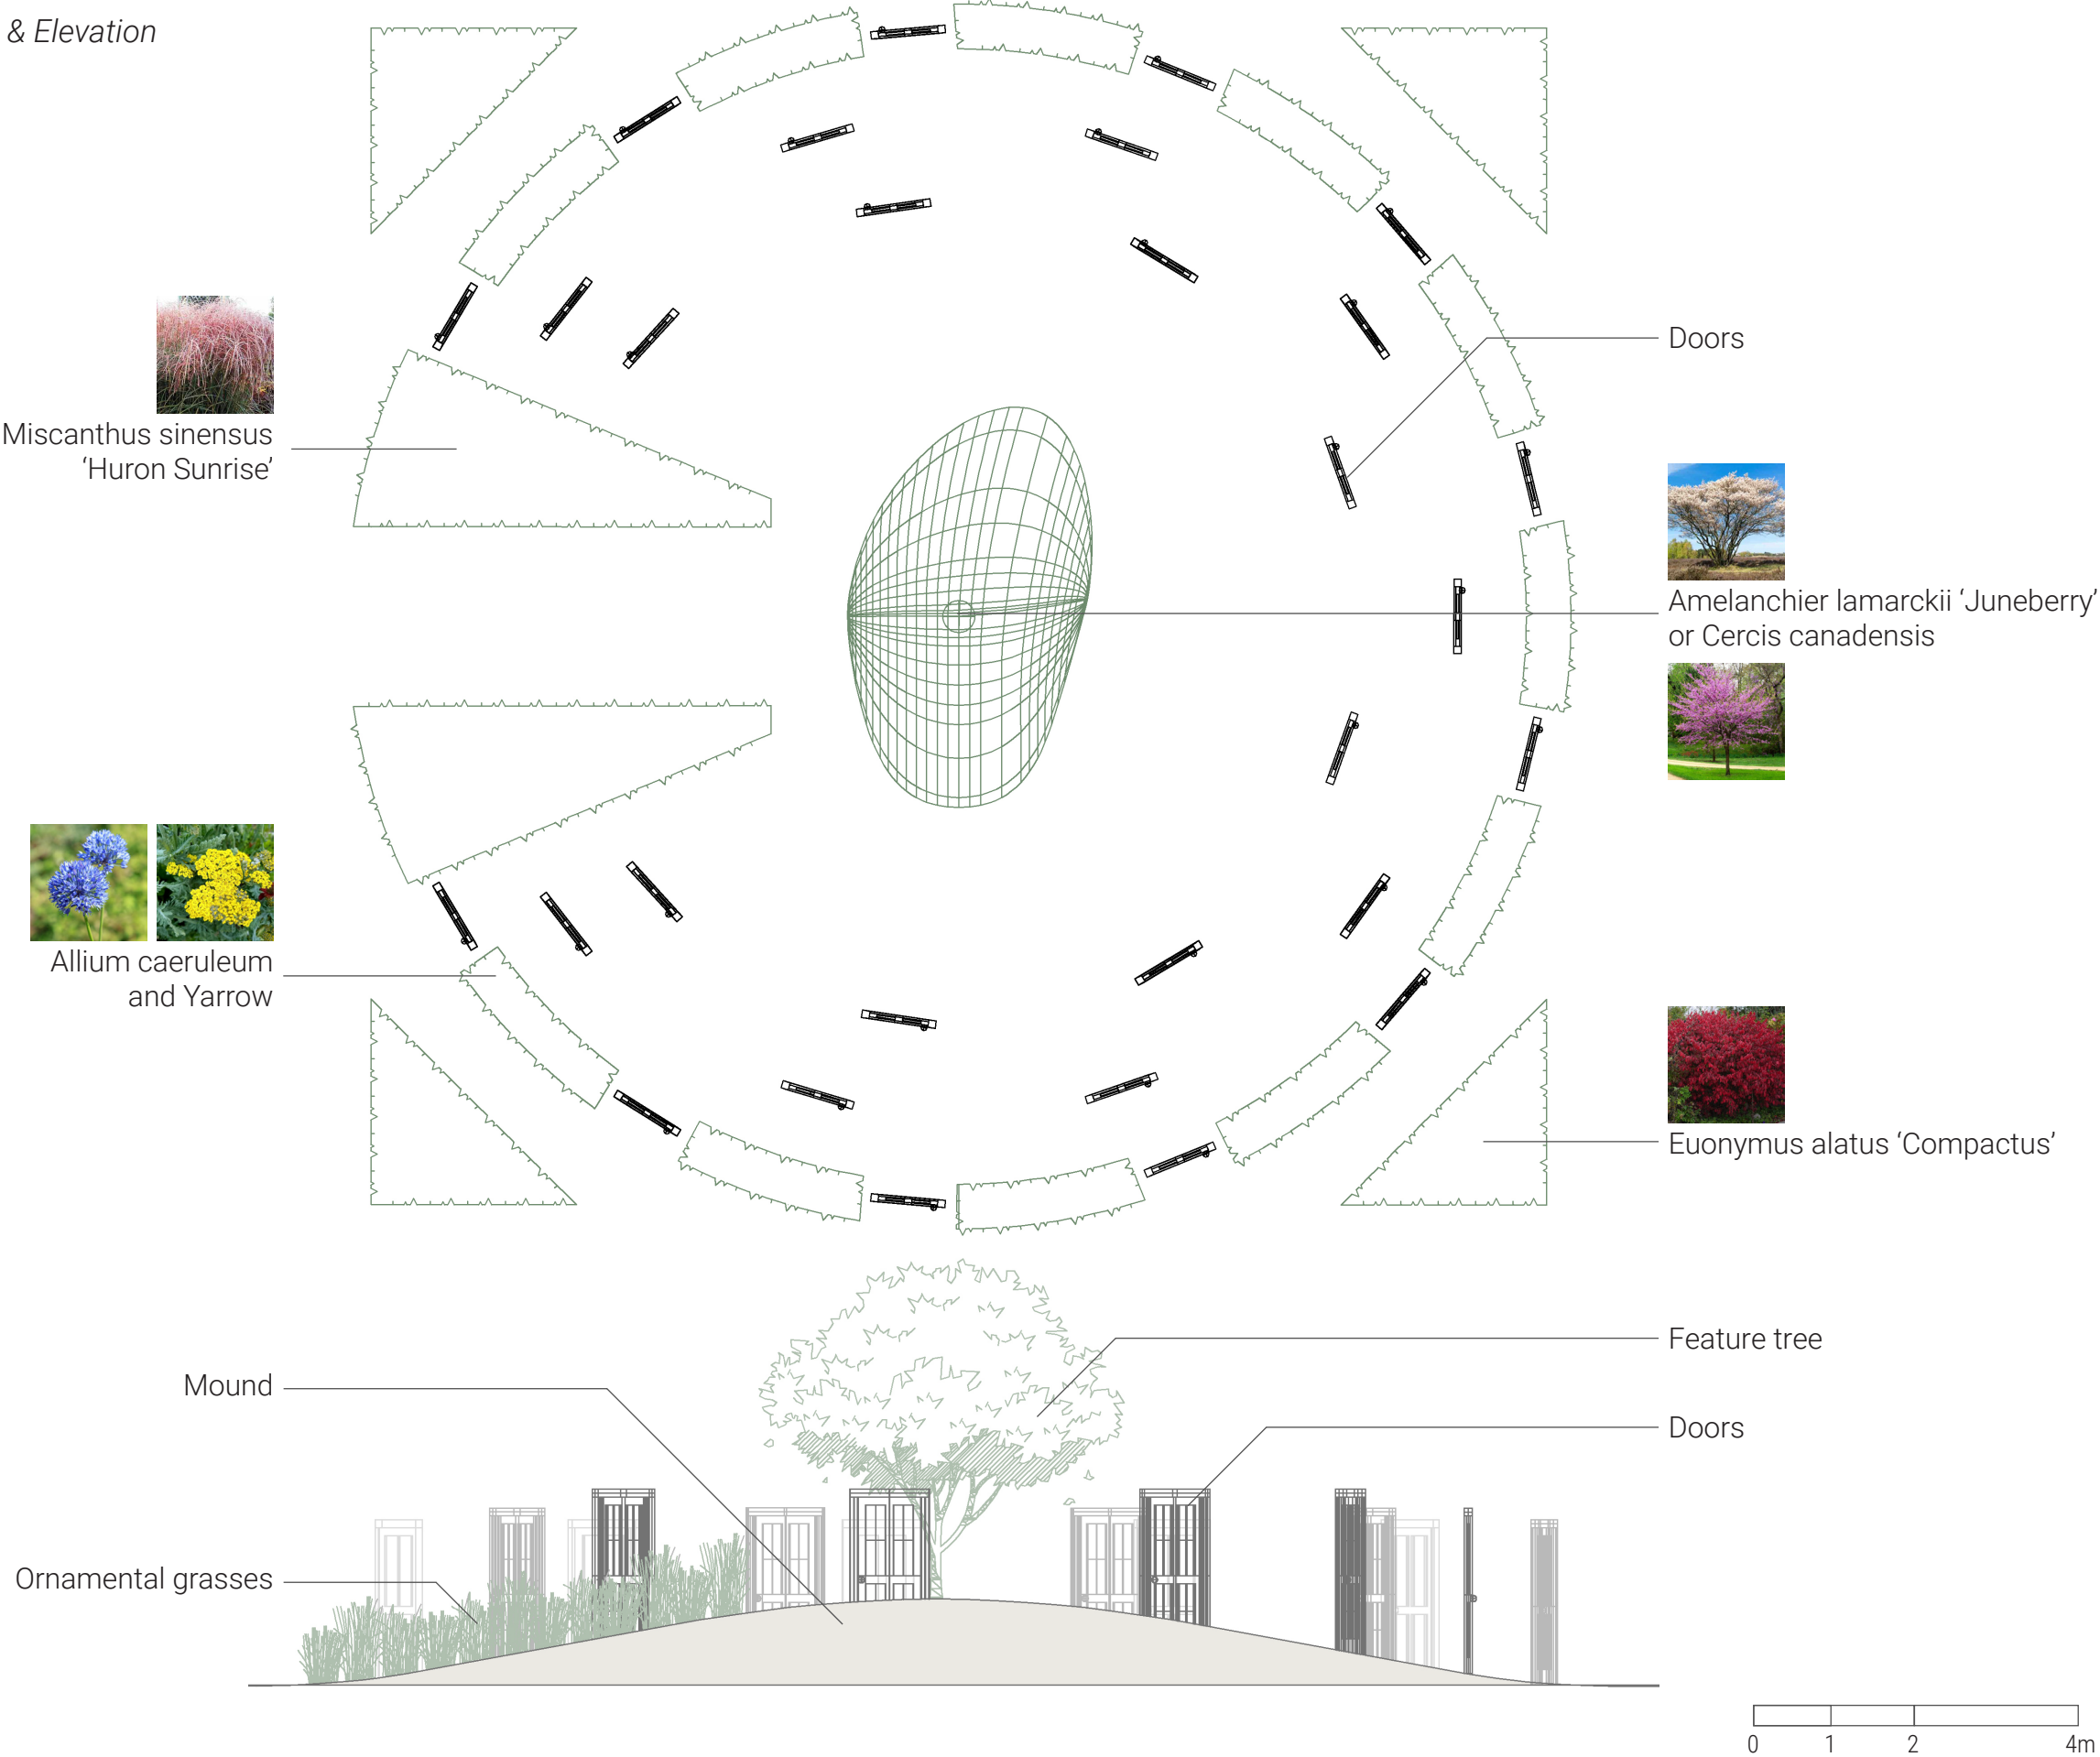 & Elevation
Doors
Miscanthus sinensus
‘Huron Sunrise’
Amelanchier lamarckii ‘Juneberry’
or Cercis canadensis
Allium caeruleum
and Yarrow
Euonymus alatus ‘Compactus’
Feature tree
Mound
Doors
Ornamental grasses
0 1 2 4m